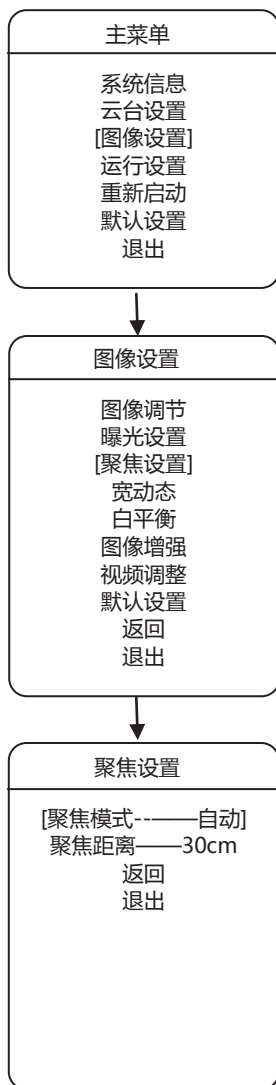 主菜单
系统信息
云台设置
[图像设置]
运行设置
重新启动
默认设置
退出
图像设置
图像调节
曝光设置
[聚焦设置]
宽动态
白平衡
图像增强
视频调整
默认设置
返回
退出
聚焦设置
[聚焦模式--——自动]
聚焦距离——30cm
返回
退出